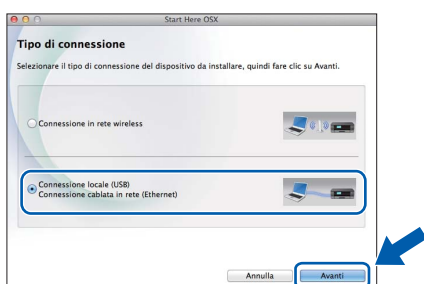 Start Here OSX
Tipo di connessione
Selezionare il tipo di connessione del dispositivo da installare, quindi fare clic su Avanti.
Connessione in rete wireless
Connessione locale (USB)
Connessione cablata in rete (Ethernet)
Annulla
Avanti